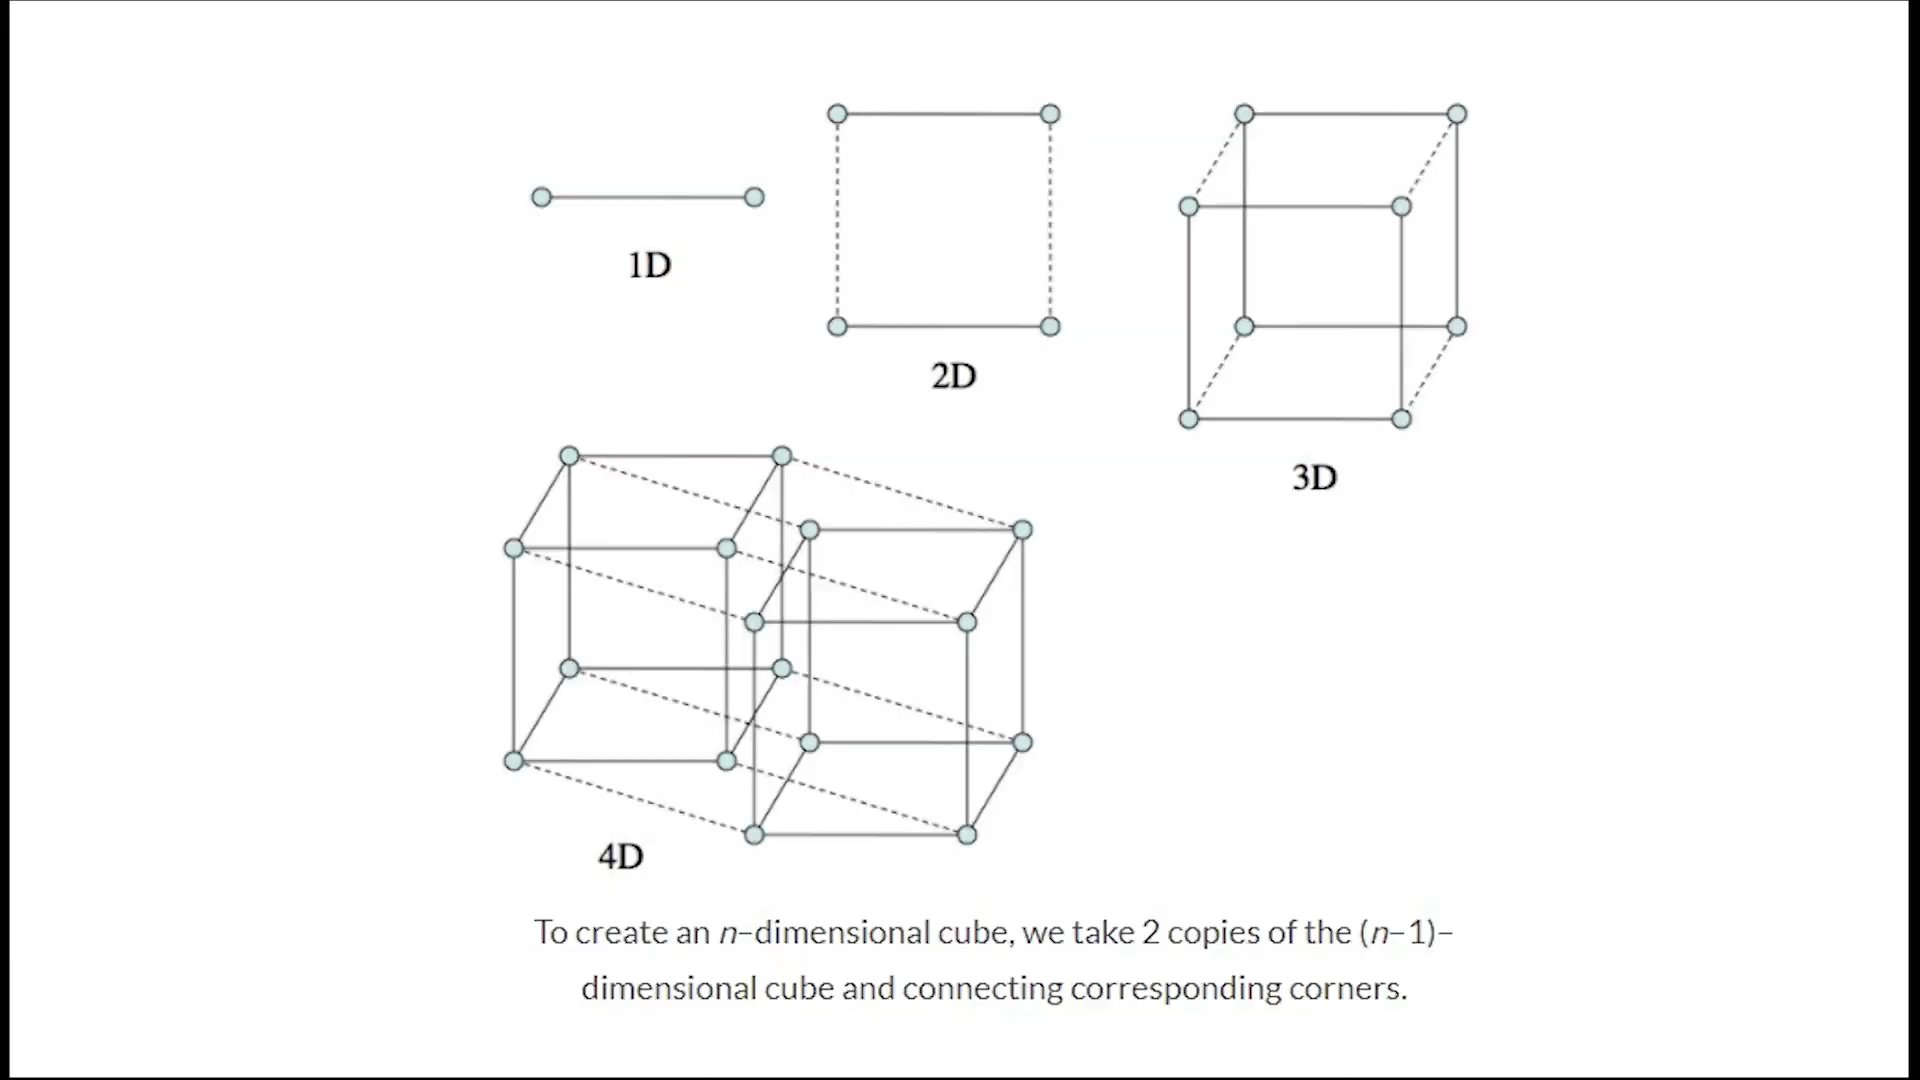 1D
2D
3D
4D
To create an n-dimensional cube, we take 2 copies of the (n-1)-
dimensional cube and connecting corresponding corners.